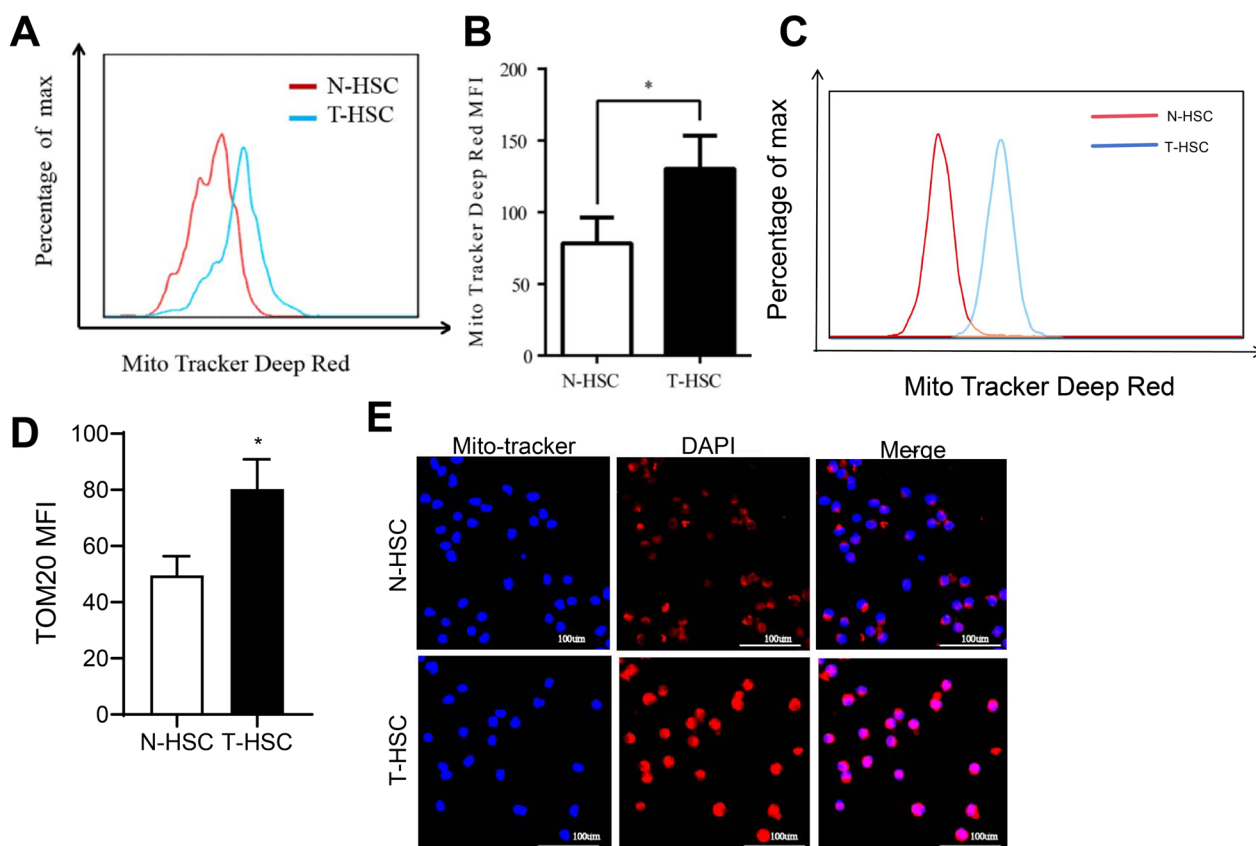 A
N-HSC
T-HSC
Percentage of max
Mito Tracker Deep Red
B
Mito Tracker Deep Red MFI
200
150
100
50
0
*
N-HSC
T-HSC
C
N-HSC
T-HSC
Percentage of max
Mito Tracker Deep Red
D
TOM20 MFI
100
80
60
40
20
0
*
N-HSC T-HSC
E
Mito-tracker DAPI Merge
N-HSC
100um 100um 100um
T-HSC
100um 100um 100um